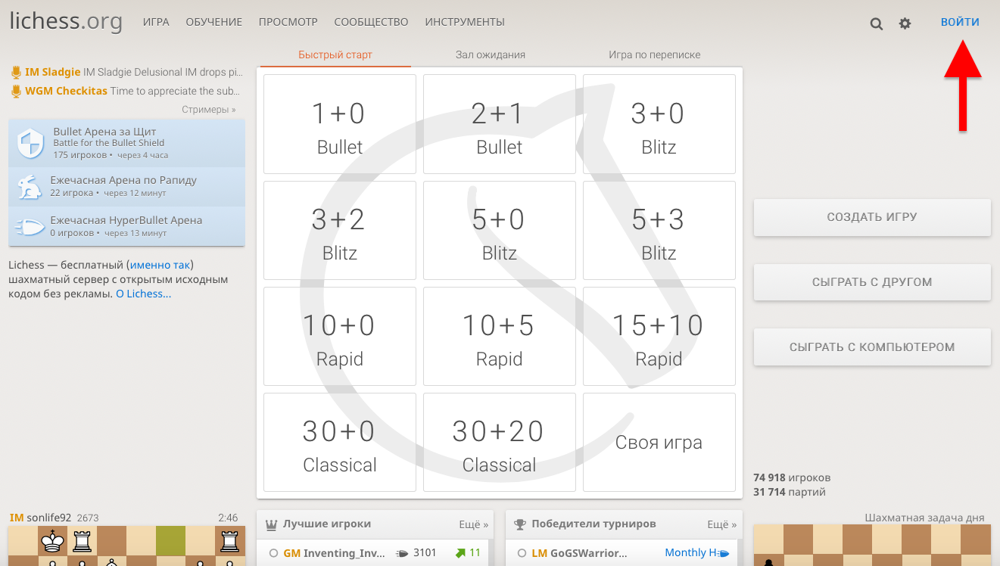 lichess.org
ИГРА ОБУЧЕНИЕ ПРОСМОТР СООБЩЕСТВО ИНСТРУМЕНТЫ
ВОЙТИ
IM Sladgie IM Sladgie Delusional IM drops pi...
WGM Checkitas Time to appreciate the sub...
Стримеры »
Bullet Арена за Щит
Battle for the Bullet Shield
175 игроков • через 4 часа
Ежечасная Арена по Рапиду
22 игрока • через 12 минут
Ежечасная HyperBullet Арена
0 игроков • через 13 минут
Lichess — бесплатный (именно так)
шахматный сервер с открытым исходным
кодом без рекламы. О Lichess...
Быстрый старт Зал ожидания Игра по переписке
1+0
Bullet
2+1
Bullet
3+0
Blitz
3+2
Blitz
5+0
Blitz
5+3
Blitz
10+0
Rapid
10+5
Rapid
15+10
Rapid
30+0
Classical
30+20
Classical
Своя игра
СОЗДАТЬ ИГРУ
СЫГРАТЬ С ДРУГОМ
СЫГРАТЬ С КОМПЬЮТЕРОМ
74 918 игроков
31 714 партий
IM sonlife92 2673 2:46
Лучшие игроки Ещё »
GM Inventing_Inv... 3101 11
Победители турниров Ещё »
LM GoGSWarrior... Monthly H
Шахматная задача дня